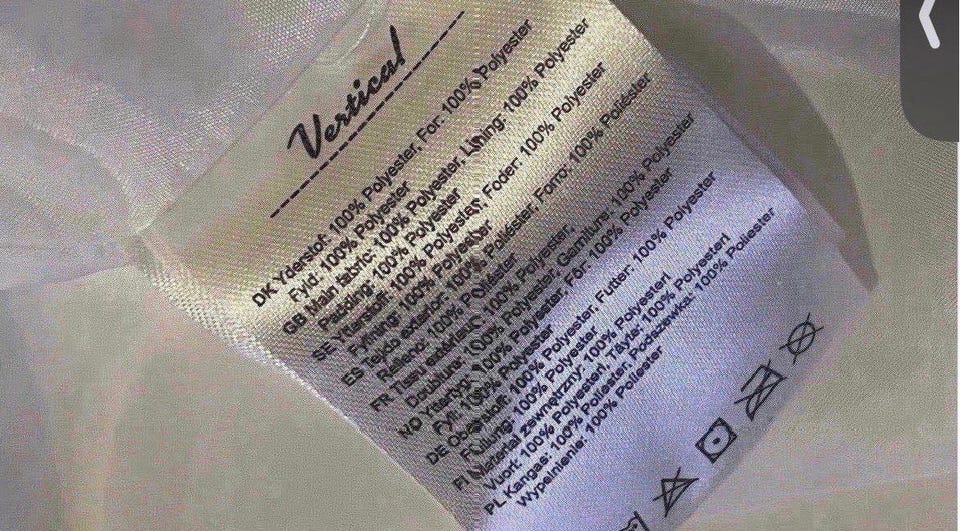 Vertical
DK Yderstof: 100% Polyester, For: 100% Polyester
Fyld: 100% Polyester
GB Main fabric: 100% Polyester, Lining: 100% Polyester
Padding: 100% Polyester
SE Yttertyg: 100% Polyester, Foder: 100% Polyester
Fyllning: 100% Polyester
ES Tejido exterior: 100% Poliéster, Forro: 100% Poliéster
Relleno: 100% Poliéster
FR Tissu extérieur: 100% Polyester,
Doublure: 100% Polyester, Garniture: 100% Polyester
NO Yttertyg: 100% Polyester, Fôr: 100% Polyester
Fyll: 100% Polyester
DE Oberstoff: 100% Polyester, Futter: 100% Polyester
Füllung: 100% Polyester
FI Materiał zewnętrzny: 100% Polyesteri
Vuori: 100% Polyesteri, Täyte: 100% Polyesteri
PL Kangas: 100% Poliester, Podszewka: 100% Poliester
Wypełnienie: 100% Poliester